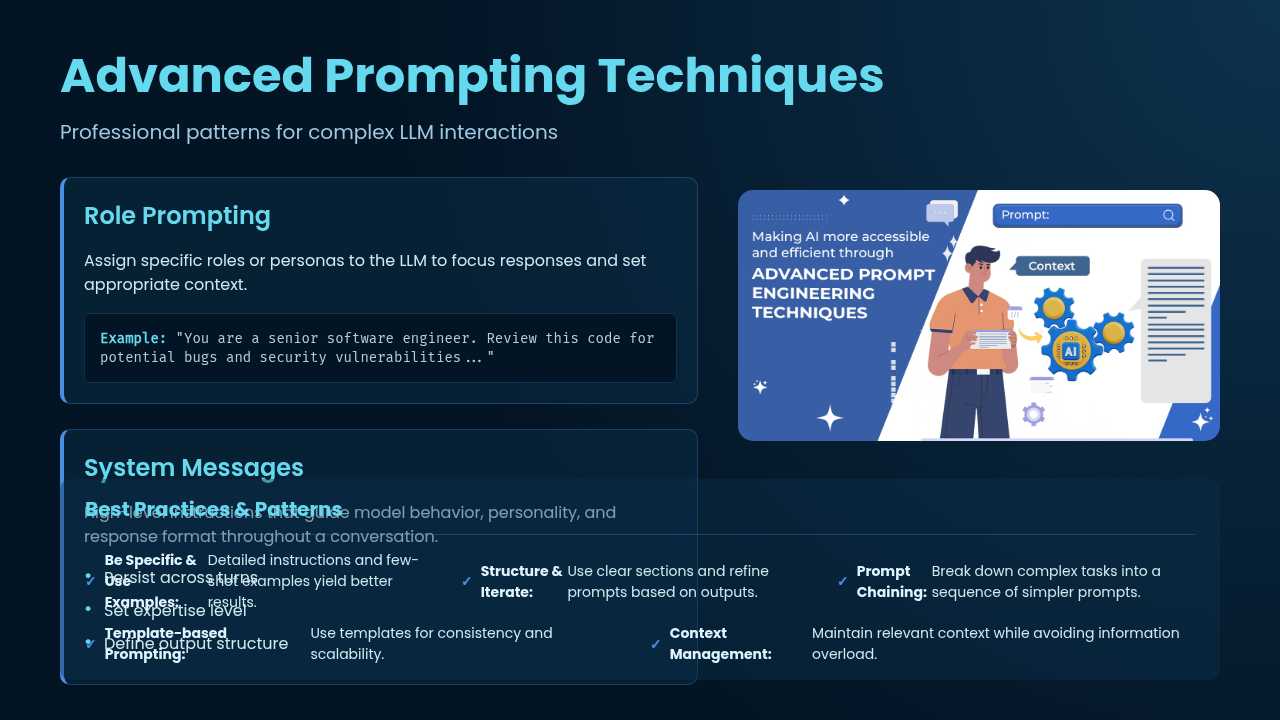 Advanced Prompting Techniques
Professional patterns for complex LLM interactions
Role Prompting
Assign specific roles or personas to the LLM to focus responses and set
appropriate context.
Example: "You are a senior software engineer. Review this code for
potential bugs and security vulnerabilities..."
Making AI more accessible
and efficient through
ADVANCED PROMPT
ENGINEERING
TECHNIQUES
Prompt:
Context
AI
System Messages
High-level instructions that guide model behavior, personality, and
response format throughout a conversation.
• Persist across turns
• Set expertise level
• Define output structure
Best Practices & Patterns
✓ Be Specific & Use Examples: Detailed instructions and few-
shot examples yield better
results.
✓ Structure & Iterate: Use clear sections and refine
prompts based on outputs.
✓ Prompt Chaining: Break down complex tasks into a
sequence of simpler prompts.
✓ Template-based Prompting: Use templates for consistency and
scalability.
✓ Context Management: Maintain relevant context while avoiding information
overload.